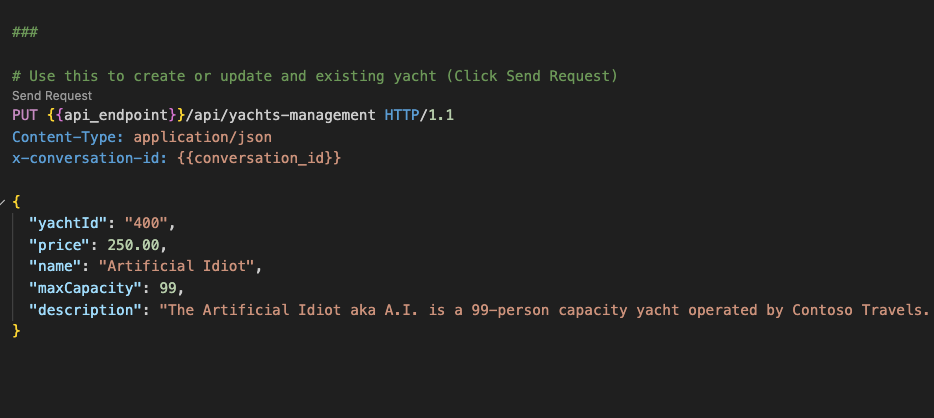 ###
# Use this to create or update and existing yacht (Click Send Request)
Send Request
PUT {{api_endpoint}}/api/yachts-management HTTP/1.1
Content-Type: application/json
x-conversation-id: {{conversation_id}}
{
"yachtId": "400",
"price": 250.00,
"name": "Artificial Idiot",
"maxCapacity": 99,
"description": "The Artificial Idiot aka A.I. is a 99-person capacity yacht operated by Contoso Travels.
}